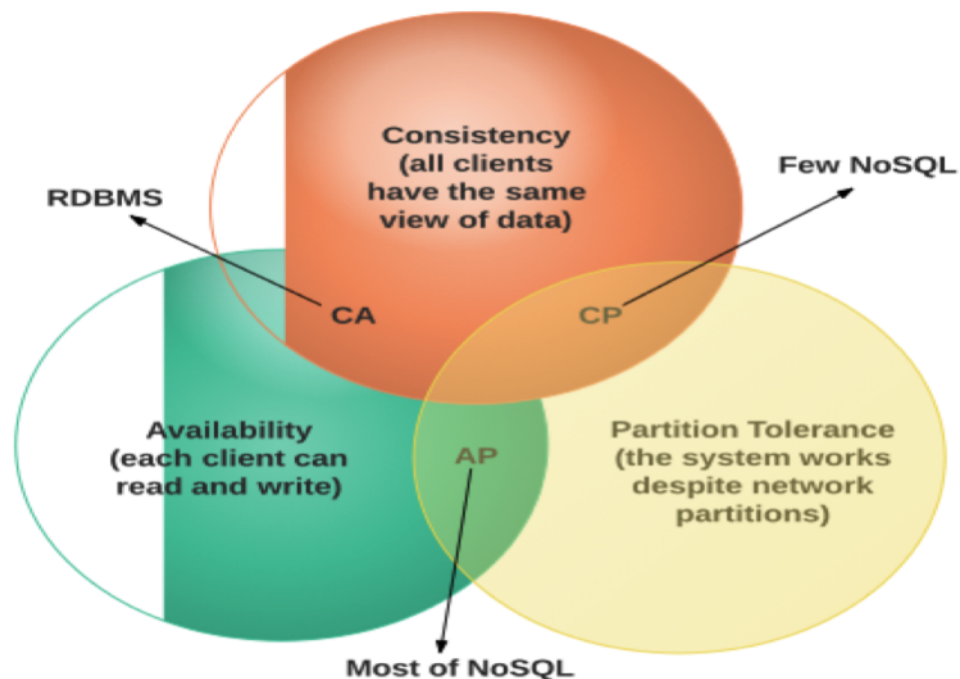 Consistency
(all clients
have the same
view of data)
Few NoSQL
RDBMS
CA
CP
Availability
(each client can
read and write)
AP
Partition Tolerance
(the system works
despite network
partitions)
Most of NoSQL